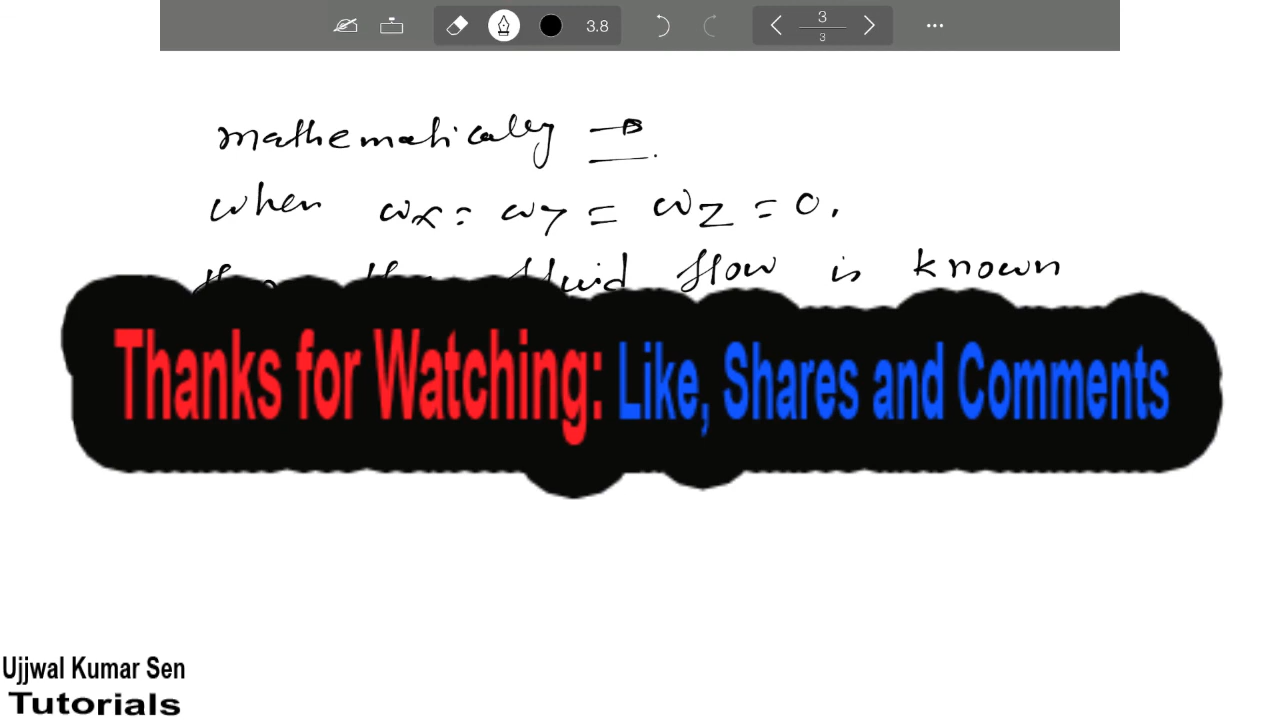 3.8
3
3
mathematically
when ωx = ωy = ωz = 0.
fluid flow is known
Thanks for Watching: Like, Shares and Comments
Ujjwal Kumar Sen
Tutorials